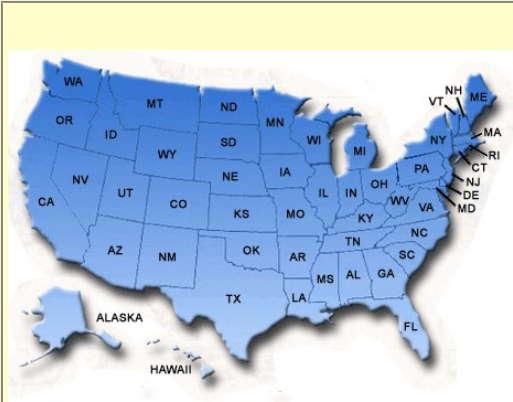 WA
MT
ND
MN
VT
NH
ME
OR
ID
SD
WI
MI
NY
MA
RI
CT
WY
NE
IA
PA
NJ
DE
MD
NV
UT
CO
IL
IN
OH
WV
VA
CA
KS
MO
KY
NC
AZ
NM
OK
AR
TN
SC
TX
LA
MS
AL
GA
FL
ALASKA
HAWAII